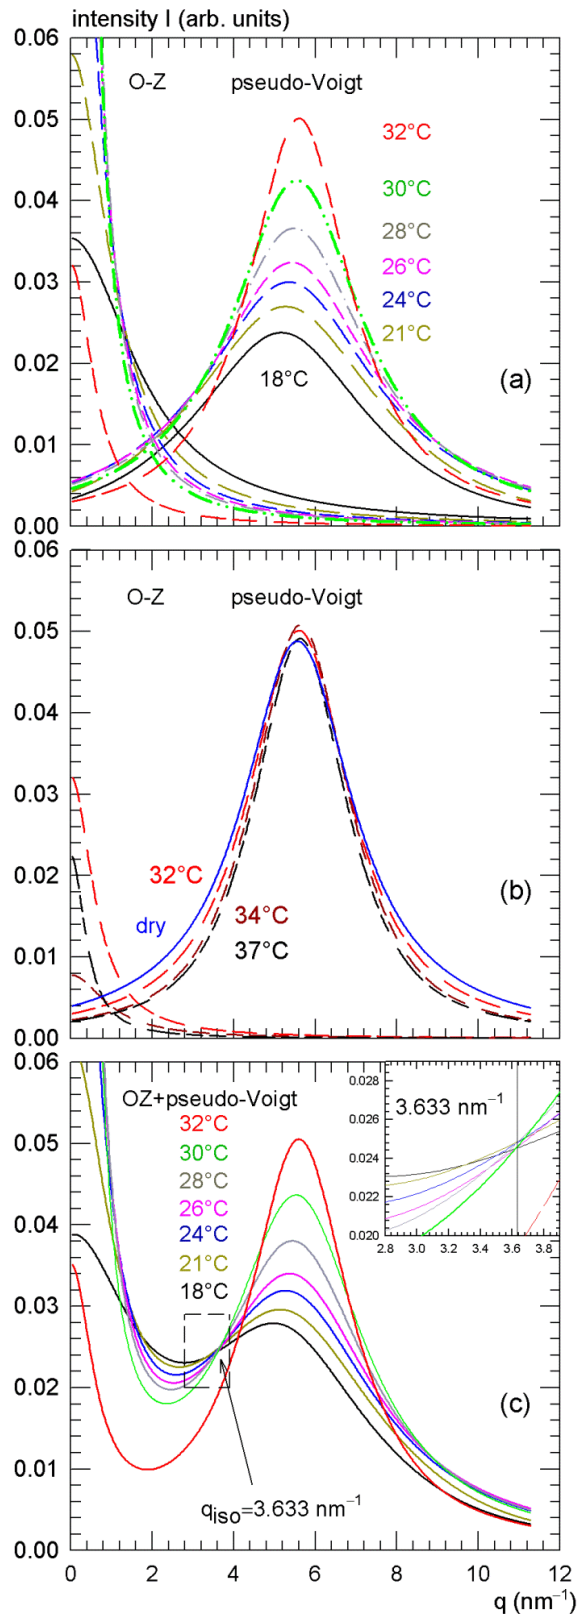 intensity I (arb. units)
0.06
O-Z pseudo-Voigt
32°C
0.05
30°C
0.04
28°C
26°C
0.03
24°C
21°C
0.02
18°C
(a)
0.01
0.00
0.06
O-Z pseudo-Voigt
0.05
0.04
0.03
32°C
0.02
(b)
dry
34°C
37°C
0.01
0.00
0.06
OZ+pseudo-Voigt
32°C
30°C
28°C
26°C
24°C
21°C
18°C
0.028
3.633 nm⁻¹
0.026
0.024
0.022
0.020
2.8 3.0 3.2 3.4 3.6 3.8
0.05
0.04
0.03
0.02
(c)
0.01
qiso=3.633 nm⁻¹
0.00
0 2 4 6 8 10 12
q (nm⁻¹)